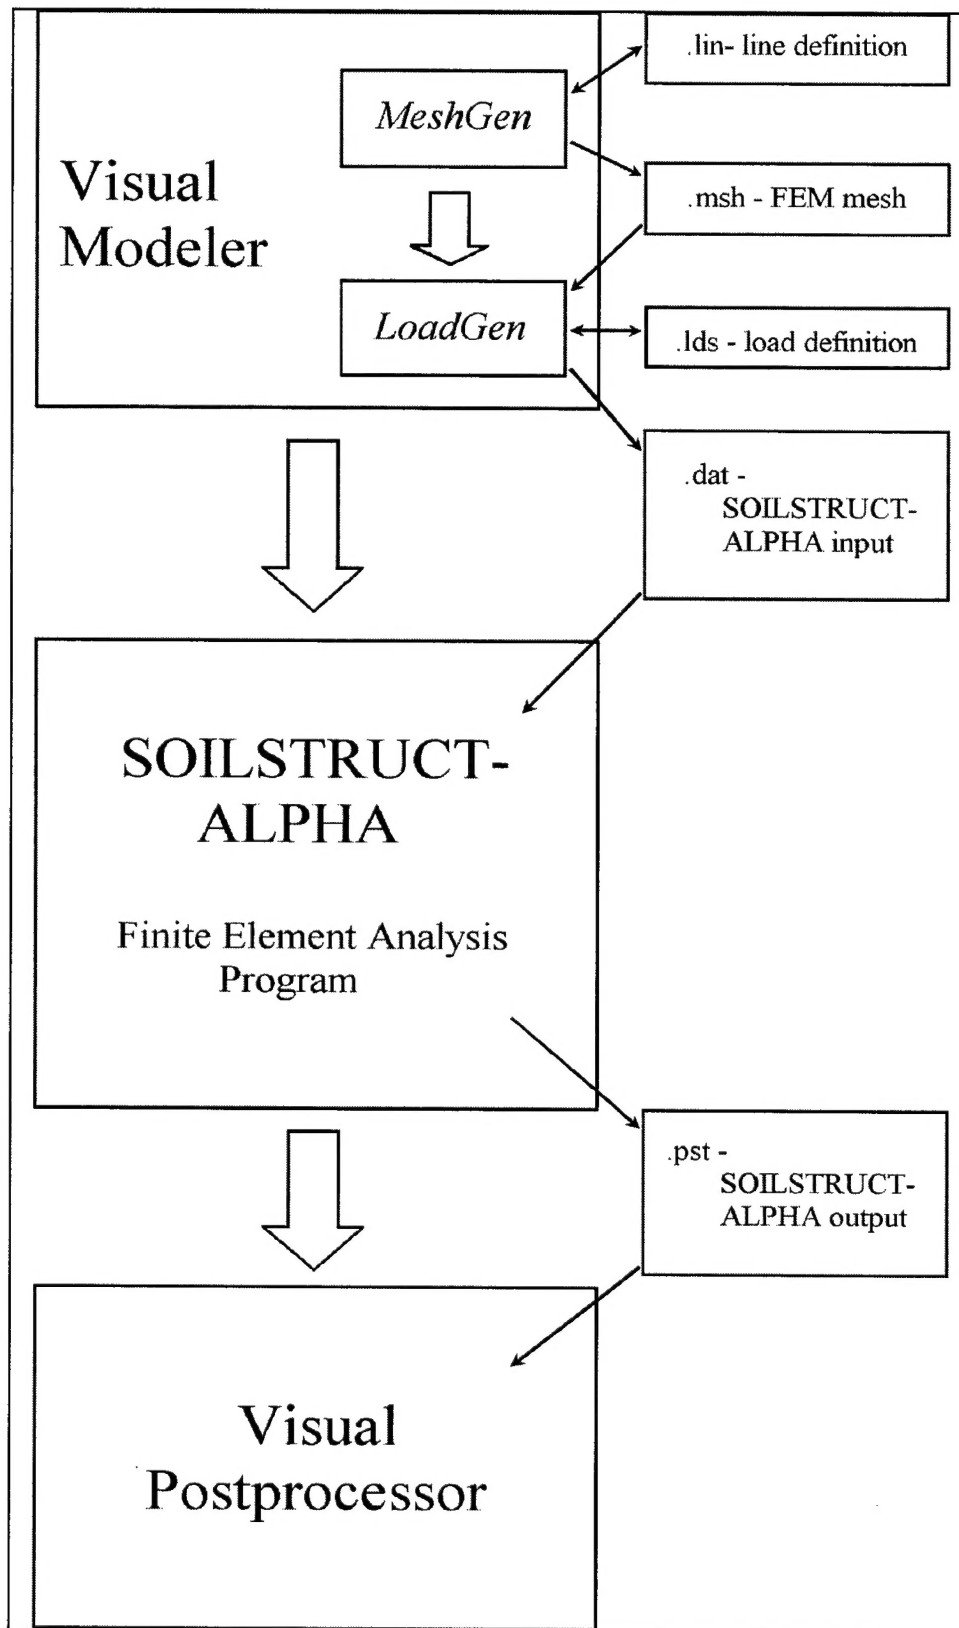 .lin- line definition
MeshGen
Visual
Modeler
.msh - FEM mesh
LoadGen
.lds - load definition
.dat -
SOILSTRUCT-
ALPHA input
SOILSTRUCT-
ALPHA
Finite Element Analysis
Program
.pst -
SOILSTRUCT-
ALPHA output
Visual
Postprocessor